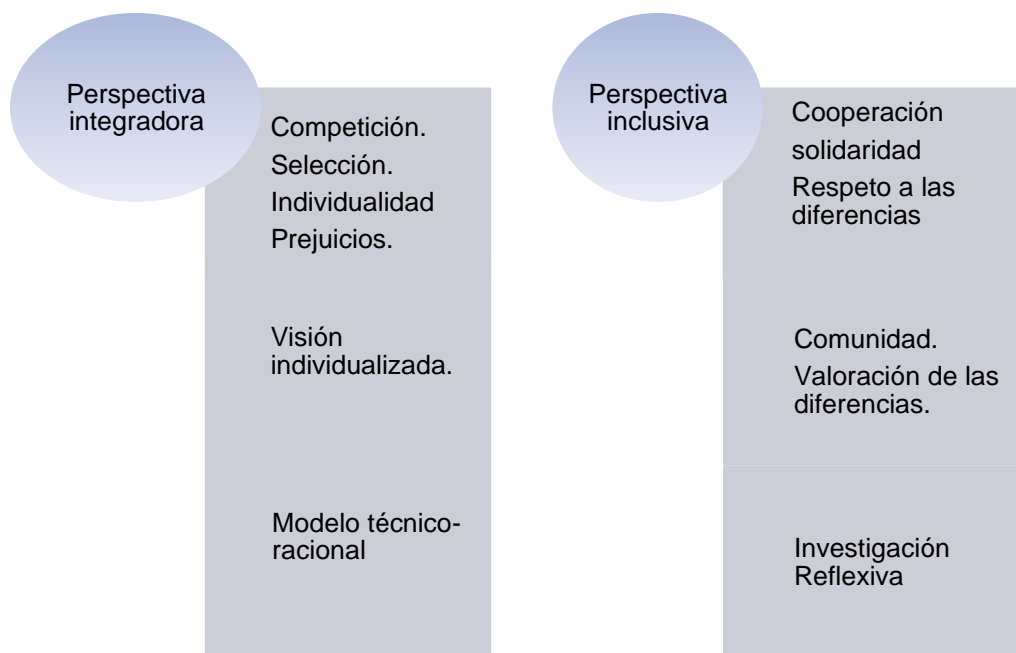 Perspectiva
integradora
Competición.
Selección.
Individualidad
Prejuicios.
Visión
individualizada.
Modelo técnico-
racional
Perspectiva
inclusiva
Cooperación
solidaridad
Respeto a las
diferencias
Comunidad.
Valoración de las
diferencias.
Investigación
Reflexiva